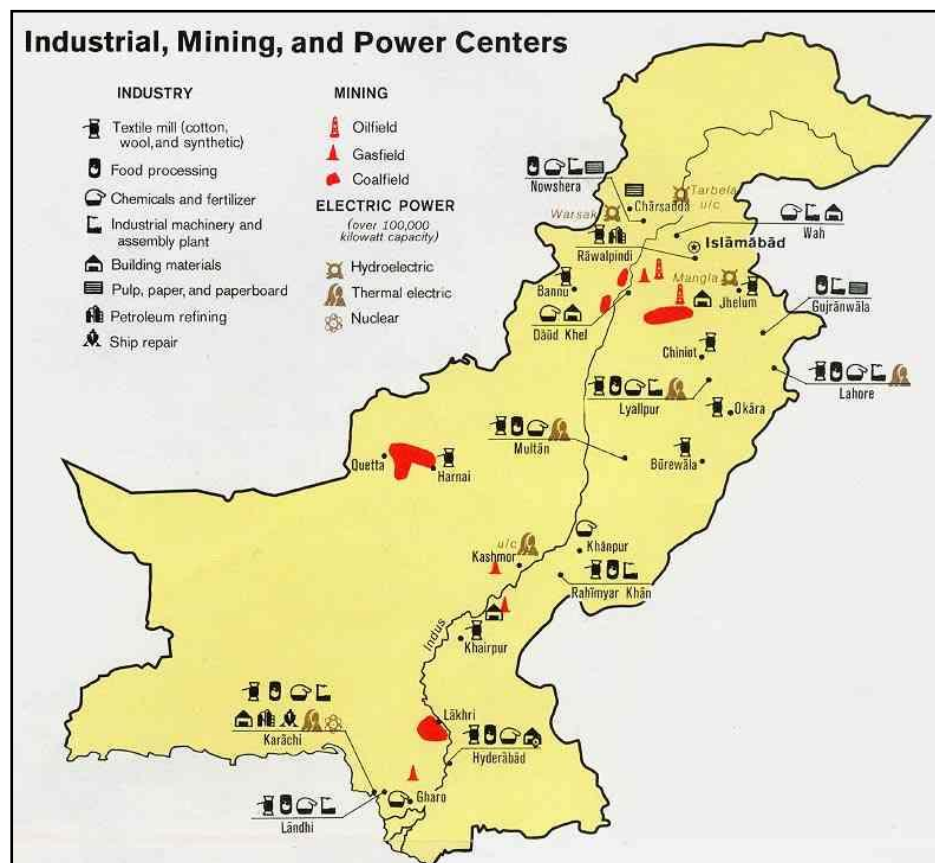 Industrial, Mining, and Power Centers
INDUSTRY
Textile mill (cotton,
wool, and synthetic)
Food processing
Chemicals and fertilizer
Industrial machinery and
assembly plant
Building materials
Pulp, paper, and paperboard
Petroleum refining
Ship repair
MINING
Oilfield
Gasfield
Coalfield
ELECTRIC POWER
(over 100,000
kilowatt capacity)
Hydroelectric
Thermal electric
Nuclear
Nowshera
Tarbela
u/c
Chārsadda
Warsak
Wah
Islāmābād
Rāwalpindi
Mangla
Bannu
Jhelum
Gujrānwāla
Dāūd Khel
Chiniot
Lahore
Lyallpur
Okāra
Multān
Būrewāla
Quetta
Harnai
u/c
Kashmor
Khānpur
Rahīmyar Khān
Indus
Khairpur
Lākhri
Karāchi
Hyderābād
Gharo
Lāndhi